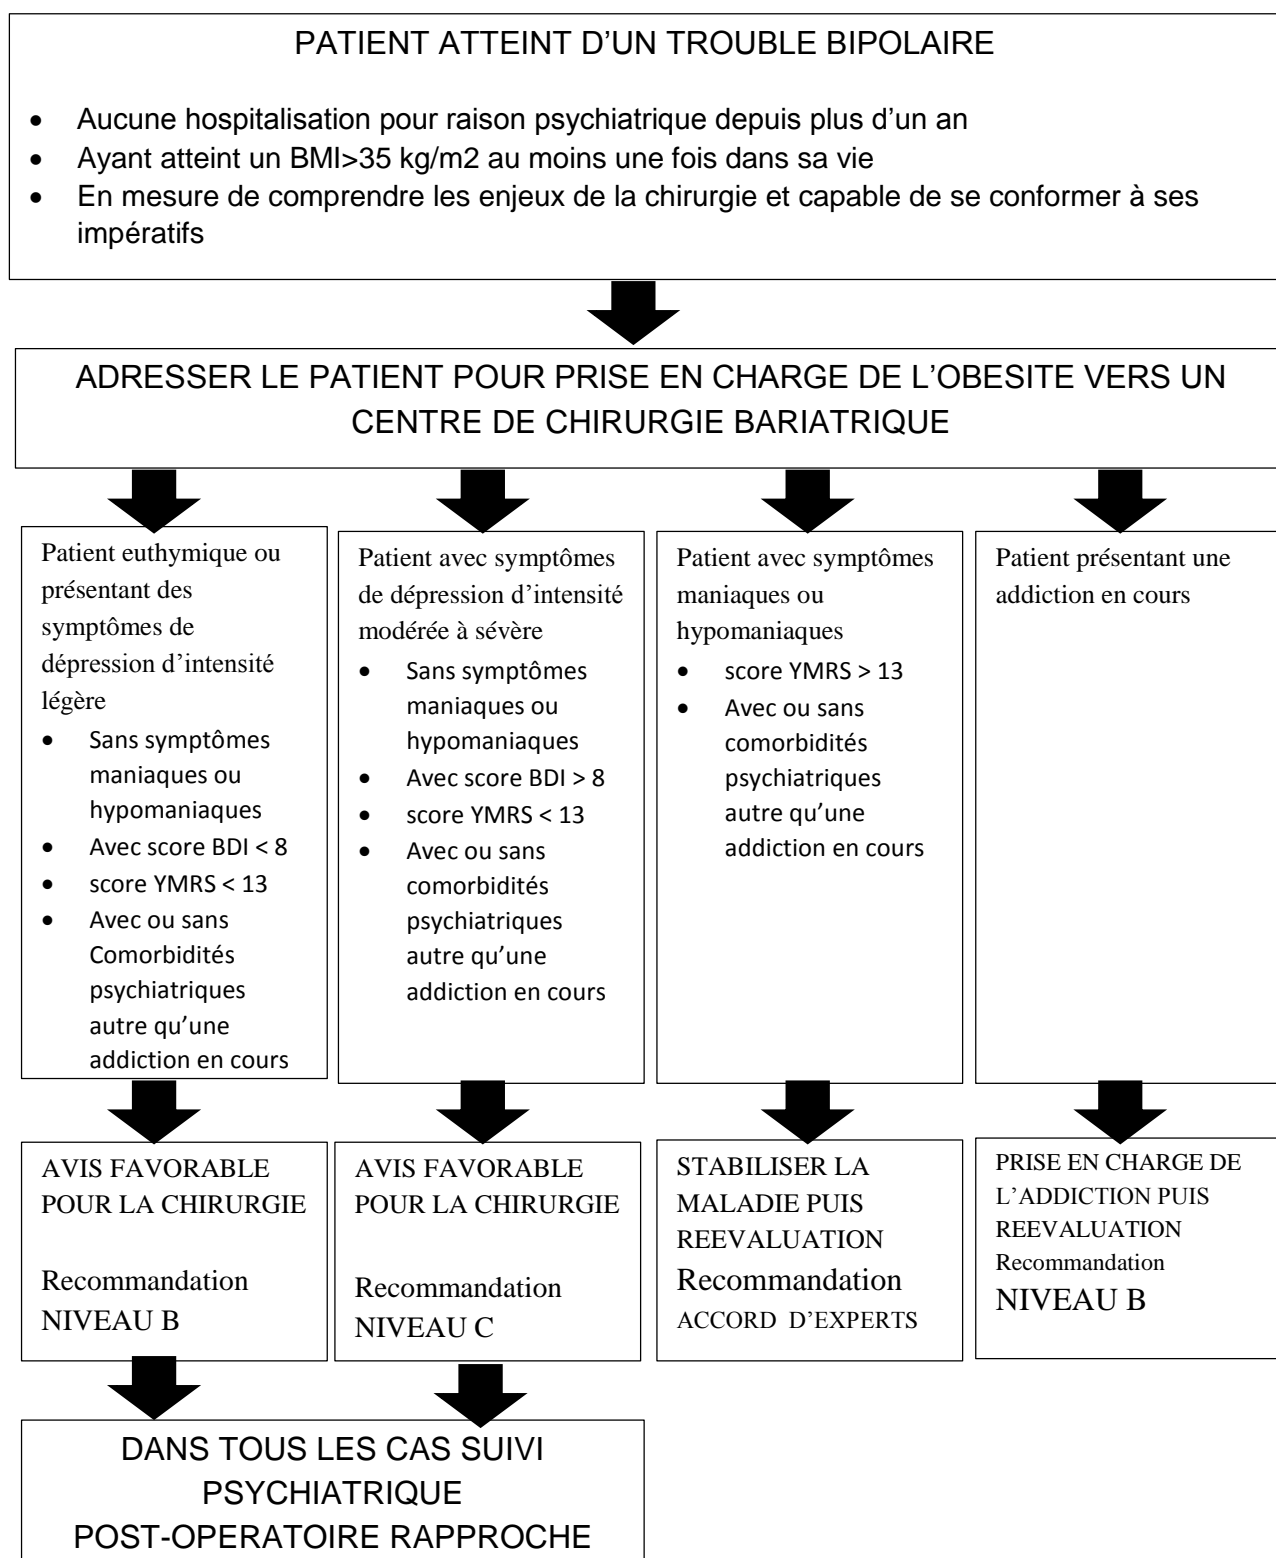 PATIENT ATTEINT D’UN TROUBLE BIPOLAIRE
• Aucune hospitalisation pour raison psychiatrique depuis plus d’un an
• Ayant atteint un BMI>35 kg/m2 au moins une fois dans sa vie
• En mesure de comprendre les enjeux de la chirurgie et capable de se conformer à ses
impératifs
ADRESSER LE PATIENT POUR PRISE EN CHARGE DE L’OBESITE VERS UN
CENTRE DE CHIRURGIE BARIATRIQUE
Patient euthymique ou
présentant des
symptômes de
dépression d’intensité
légère
• Sans symptômes
maniaques ou
hypomaniaques
• Avec score BDI < 8
• score YMRS < 13
• Avec ou sans
Comorbidités
psychiatriques
autre qu’une
addiction en cours
Patient avec symptômes
de dépression d’intensité
modérée à sévère
• Sans symptômes
maniaques ou
hypomaniaques
• Avec score BDI > 8
• score YMRS < 13
• Avec ou sans
comorbidités
psychiatriques
autre qu’une
addiction en cours
Patient avec symptômes
maniaques ou
hypomaniaques
• score YMRS > 13
• Avec ou sans
comorbidités
psychiatriques
autre qu’une
addiction en cours
Patient présentant une
addiction en cours
AVIS FAVORABLE
POUR LA CHIRURGIE
Recommandation
NIVEAU B
AVIS FAVORABLE
POUR LA CHIRURGIE
Recommandation
NIVEAU C
STABILISER LA
MALADIE PUIS
REEVALUATION
Recommandation
ACCORD D’EXPERTS
PRISE EN CHARGE DE
L’ADDICTION PUIS
REEVALUATION
Recommandation
NIVEAU B
DANS TOUS LES CAS SUIVI
PSYCHIATRIQUE
POST-OPERATOIRE RAPPROCHE